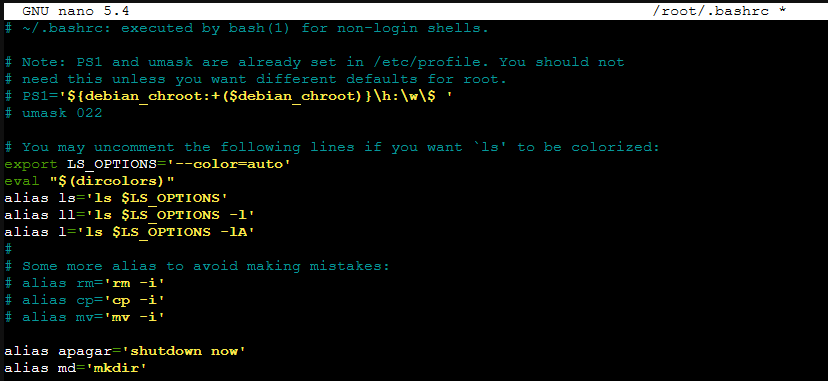 GNU nano 5.4 /root/.bashrc *
# ~/.bashrc: executed by bash(1) for non-login shells.
# Note: PS1 and umask are already set in /etc/profile. You should not
# need this unless you want different defaults for root.
# PS1='${debian_chroot:+($debian_chroot)}\h:\w\$ '
# umask 022
# You may uncomment the following lines if you want `ls' to be colorized:
export LS_OPTIONS='--color=auto'
eval "$(dircolors)"
alias ls='ls $LS_OPTIONS'
alias ll='ls $LS_OPTIONS -l'
alias l='ls $LS_OPTIONS -lA'
#
# Some more alias to avoid making mistakes:
# alias rm='rm -i'
# alias cp='cp -i'
# alias mv='mv -i'
alias apagar='shutdown now'
alias md='mkdir'